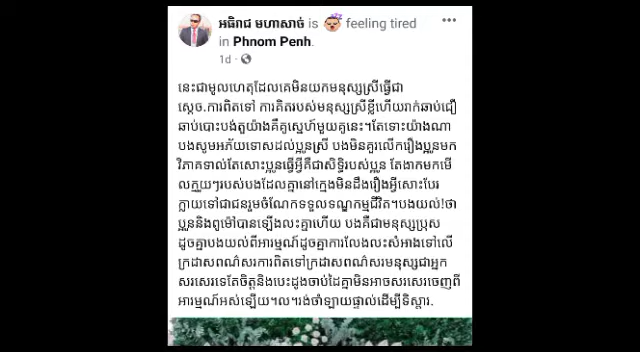 អធិរាជ មហាសាច់ is 😴 feeling tired
in Phnom Penh.
1d ·
នេះជាមូលហេតុដែលគេមិនយកមនុស្សស្រីធ្វើជា
ស្តេច.ការពិតទៅ ការគិតរបស់មនុស្សស្រីខ្លីហើយរាក់ឆាប់ជឿ
ឆាប់បោះបង់តួយ៉ាងគឺគូស្នេហ៍មួយគូនេះ។តែទោះយ៉ាងណា
បងសូមអភ័យទោសដល់ប្អូនស្រី បងមិនគួរលើករឿងប្អូនមក
វិភាគទាល់តែសោះប្អូនធ្វើអ្វីគឺជាសិទ្ធិរបស់ប្អូន តែងាកមកមើ
លក្មួយៗរបស់បងដែលគ្នានៅក្មេងមិនដឹងរឿងអ្វីសោះបែរ
ក្លាយទៅជាជនរួមចំណែកទទួលទណ្ឌកម្មជីវិត។បងយល់!ថា
ប្អួននិងពូម៉ៅបានឡើងលះគ្នាហើយ បងគឺជាមនុស្សប្រុស
ដូចគ្នាបងយល់ពីអារម្មណ៍ដូចគ្នាការលែងលះសំអាងទៅលើ
ក្រដាសពណ៌សរការពិតទៅក្រដាសពណ៌សរមនុស្សជាអ្នក
សរសេរទេតែចិត្តនិងបេះដូងចាប់ដៃគ្នាមិនអាចសរសេរចេញពី
អារម្មណ៍អស់ឡើយ។ល។រង់ចាំឡាយផ្ទាល់ដើម្បីទិស្តារ.